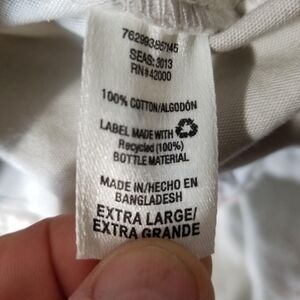 762993857145
SEAS: 3013
RN# 42000
100% COTTON/ALGODÓN
LABEL MADE WITH
Recycled (100%)
BOTTLE MATERIAL
MADE IN/HECHO EN
BANGLADESH
EXTRA LARGE/
EXTRA GRANDE